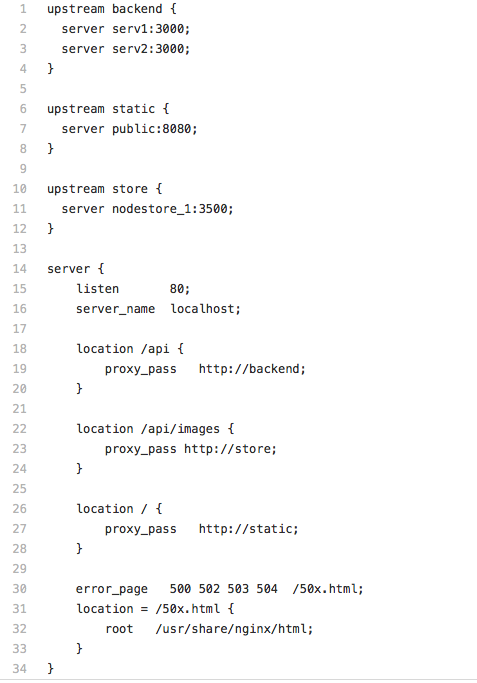 1 upstream backend {
2   server serv1:3000;
3   server serv2:3000;
4 }
5
6 upstream static {
7   server public:8080;
8 }
9
10 upstream store {
11   server nodestore_1:3500;
12 }
13
14 server {
15     listen       80;
16     server_name  localhost;
17
18     location /api {
19         proxy_pass   http://backend;
20     }
21
22     location /api/images {
23         proxy_pass http://store;
24     }
25
26     location / {
27         proxy_pass   http://static;
28     }
29
30     error_page   500 502 503 504  /50x.html;
31     location = /50x.html {
32         root   /usr/share/nginx/html;
33     }
34 }